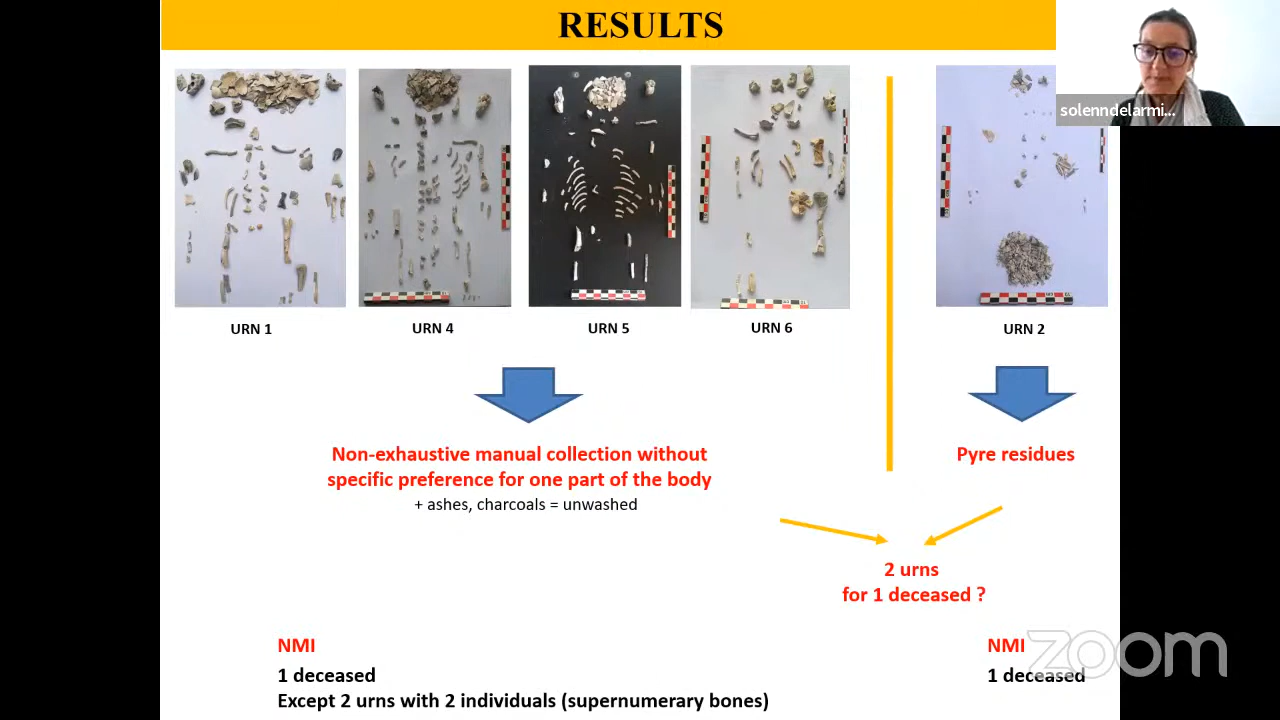 RESULTS
solenndelarmi...
URN 1
URN 4
URN 5
URN 6
URN 2
Non-exhaustive manual collection without
specific preference for one part of the body
+ ashes, charcoals = unwashed
Pyre residues
2 urns
for 1 deceased ?
NMI
1 deceased
Except 2 urns with 2 individuals (supernumerary bones)
NMI
1 deceased
zoom